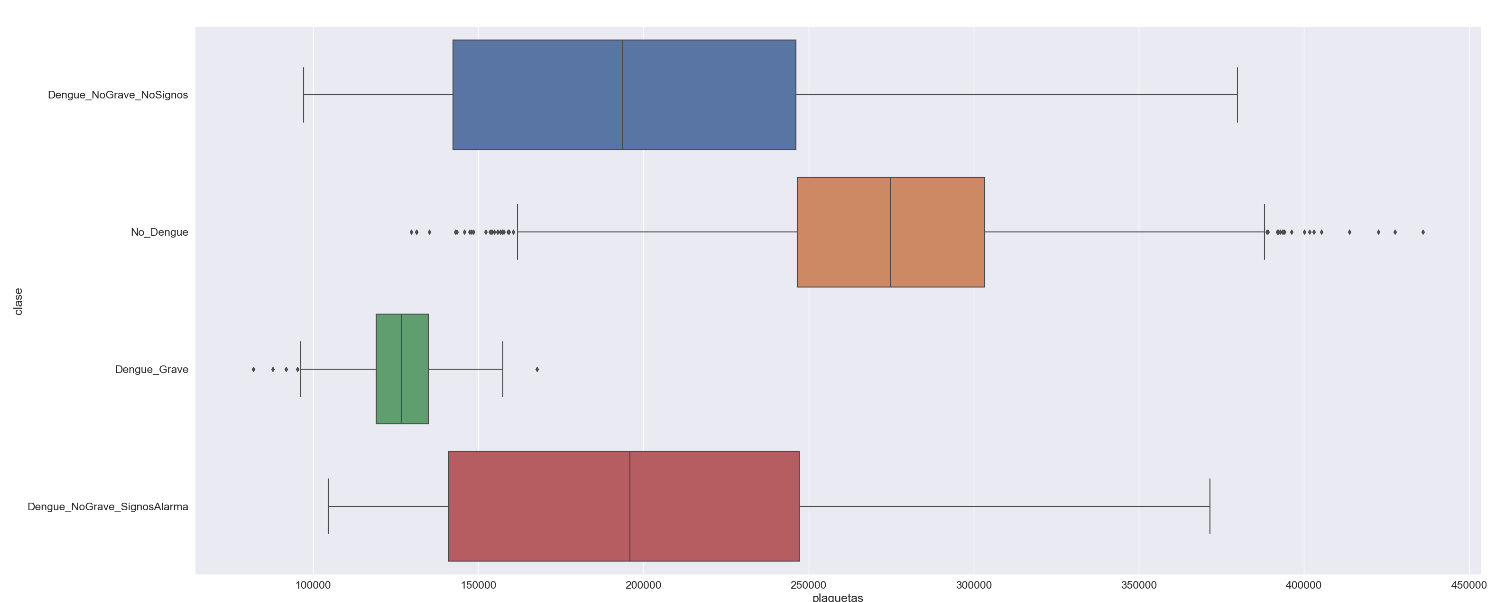 Dengue_NoGrave_NoSignos
No_Dengue
clase
Dengue_Grave
Dengue_NoGrave_SignosAlarma
100000 150000 200000 250000 300000 350000 400000 450000
plaquetas